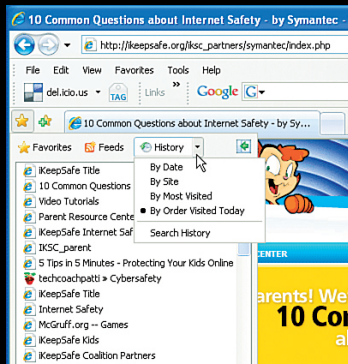 10 Common Questions about Internet Safety - by Symantec -
http://ikeepsafe.org/iksc_partners/symantec/index.php
File Edit View Favorites Tools Help
del.icio.us TAG Links » Google G
10 Common Questions about Internet Safety - by Sy...
Favorites Feeds History
By Date
By Site
By Most Visited
By Order Visited Today
Search History
iKeepSafe Title
10 Common Questions
Video Tutorials
Parent Resource Cente
iKeepSafe Internet Saf
IKSC_parent
5 Tips in 5 Minutes - Protecting Your Kids Online
techcoachpatti » Cybersafety
iKeepSafe Title
Internet Safety
McGruff.org -- Games
iKeepSafe Kids
iKeepSafe Coalition Partners
CENTER
arents! We
10 Co